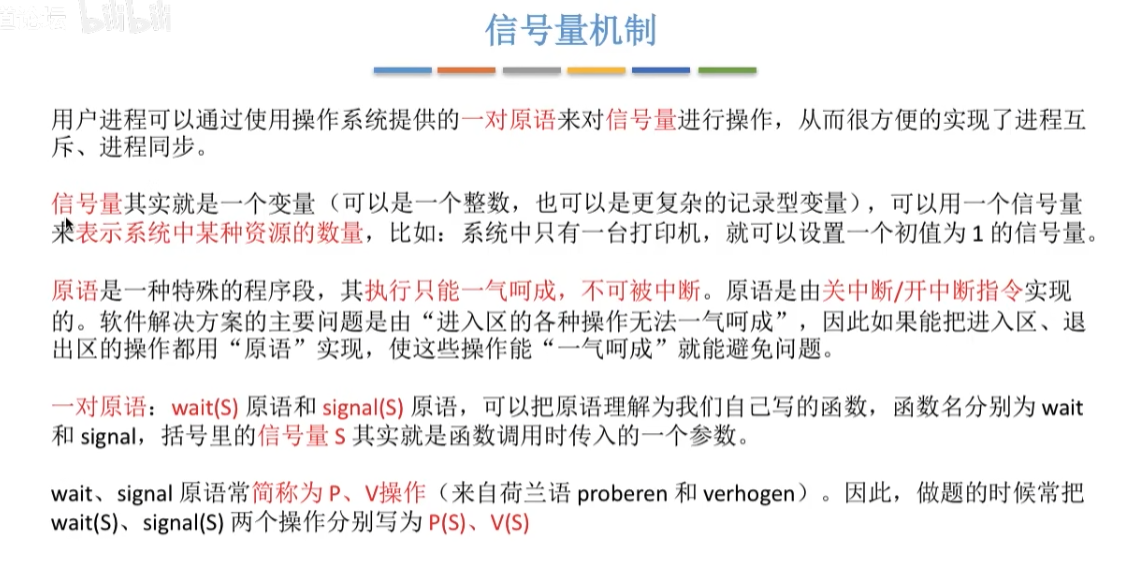 bilibili
信号量机制
用户进程可以通过使用操作系统提供的一对原语来对信号量进行操作，从而很方便的实现了进程互
斥、进程同步。
信号量其实就是一个变量（可以是一个整数，也可以是更复杂的记录型变量），可以用一个信号量
来表示系统中某种资源的数量，比如：系统中只有一台打印机，就可以设置一个初值为 1 的信号量。
原语是一种特殊的程序段，其执行只能一气呵成，不可被中断。原语是由关中断/开中断指令实现
的。软件解决方案的主要问题是由“进入区的各种操作无法一气呵成”，因此如果能把进入区、退
出区的操作都用“原语”实现，使这些操作能“一气呵成”就能避免问题。
一对原语：wait(S) 原语和 signal(S) 原语，可以把原语理解为我们自己写的函数，函数名分别为 wait
和 signal，括号里的信号量 S 其实就是函数调用时传入的一个参数。
wait、signal 原语常简称为 P、V操作（来自荷兰语 proberen 和 verhogen）。因此，做题的时候常把
wait(S)、signal(S) 两个操作分别写为 P(S)、V(S)